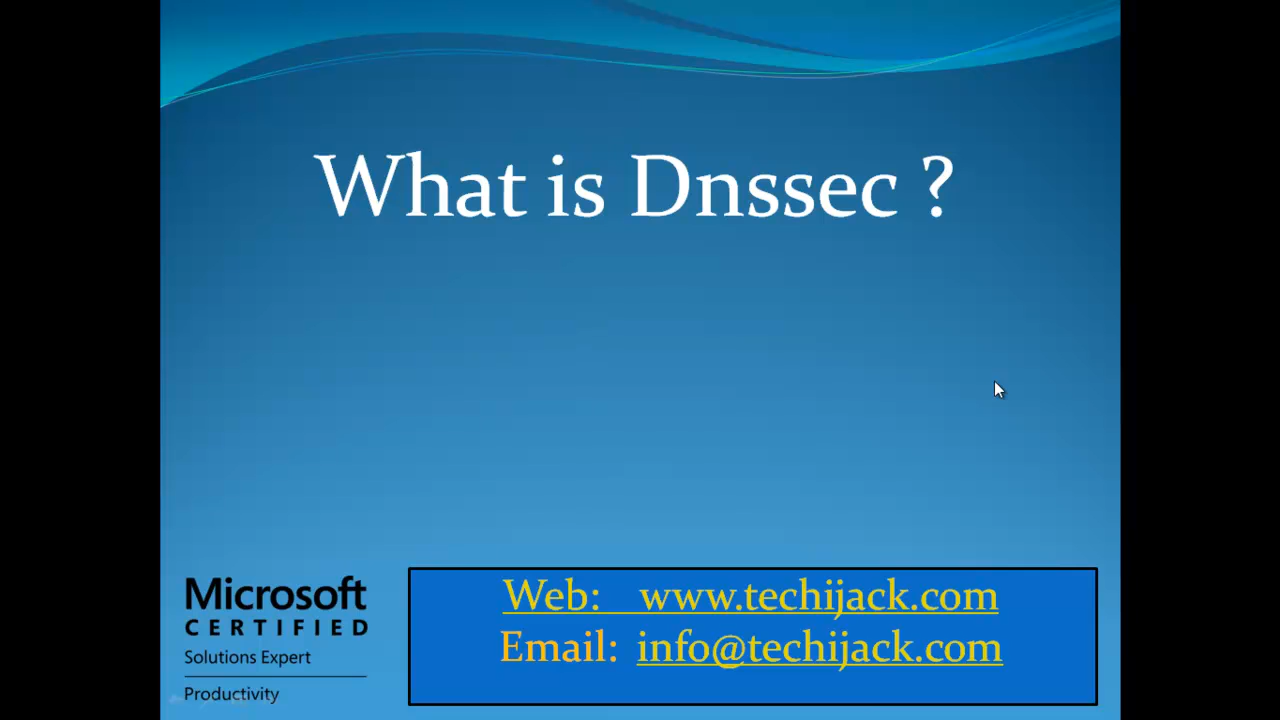 What is Dnssec ?
Microsoft
CERTIFIED
Solutions Expert
Productivity
Web: www.techijack.com
Email: info@techijack.com